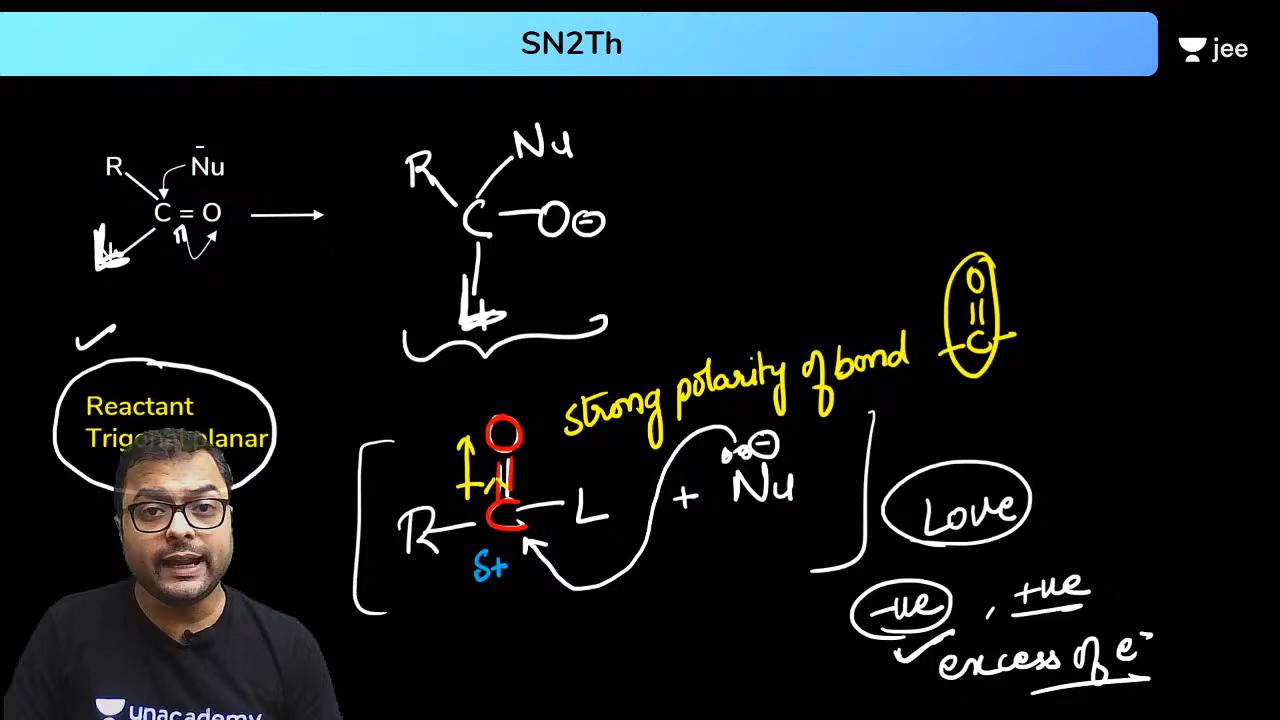 SN2Th
jee
R Nu
C = O
π
R Nu
C - O⊖
L
Reactant
Trigonal planar
strong polarity of bond
O
=
C
O
R - C - L + Nu⊖
δ+
Love
-ve , +ve
excess of e-
unacademy